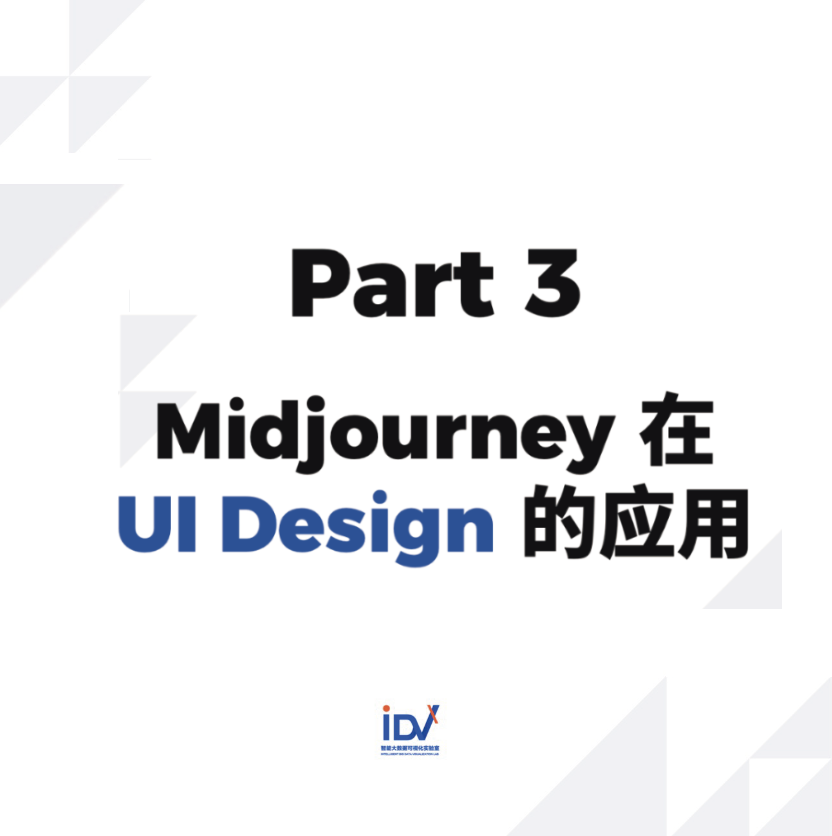 Part 3
Midjourney 在
UI Design 的应用
iDVX
智能大数据可视化实验室
INTELLIGENT BIG DATA VISUALIZATION LAB